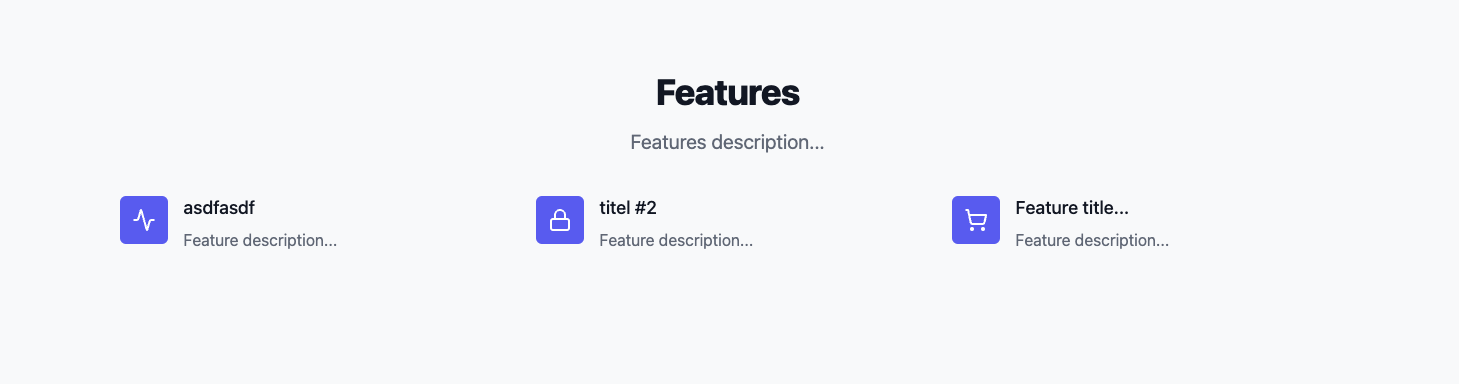 Features
Features description...
asdfasdf
Feature description...
titel #2
Feature description...
Feature title...
Feature description...